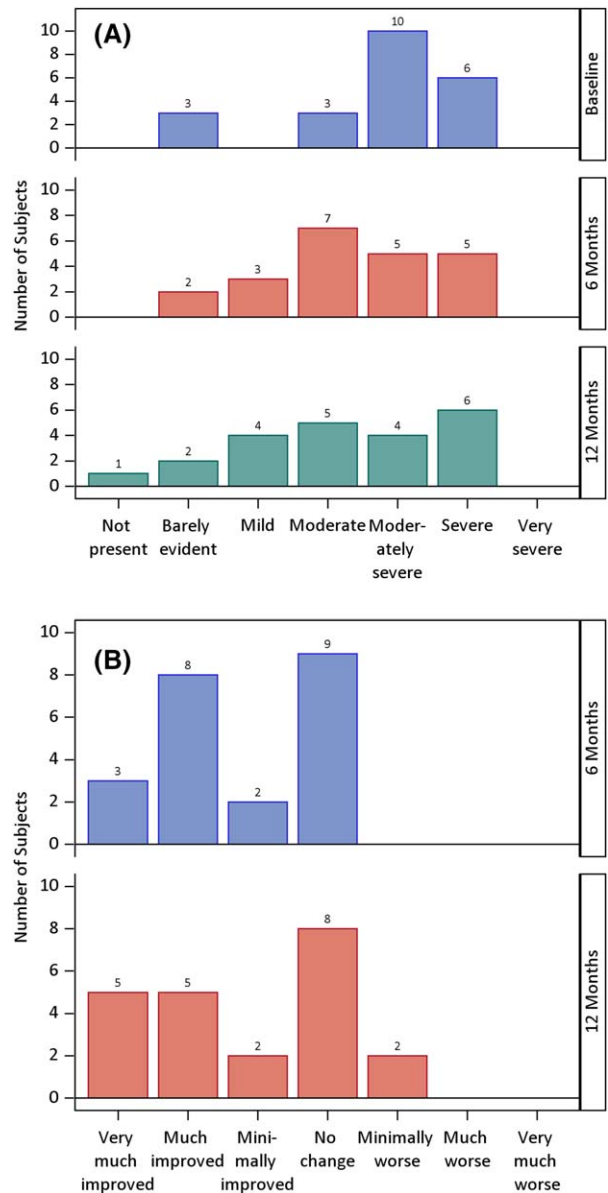 (A)
10
8
6
4
2
0
3
3
10
6
Baseline
Number of Subjects
10
8
6
4
2
0
2
3
7
5
5
6 Months
10
8
6
4
2
0
1
2
4
5
4
6
12 Months
Not present
Barely evident
Mild
Moderate
Moder-
ately
severe
Severe
Very
severe
(B)
10
8
6
4
2
0
3
8
2
9
6 Months
Number of Subjects
10
8
6
4
2
0
5
5
2
8
2
12 Months
Very
much
improved
Much
improved
Mini-
mally
improved
No
change
Minimally
worse
Much
worse
Very
much
worse